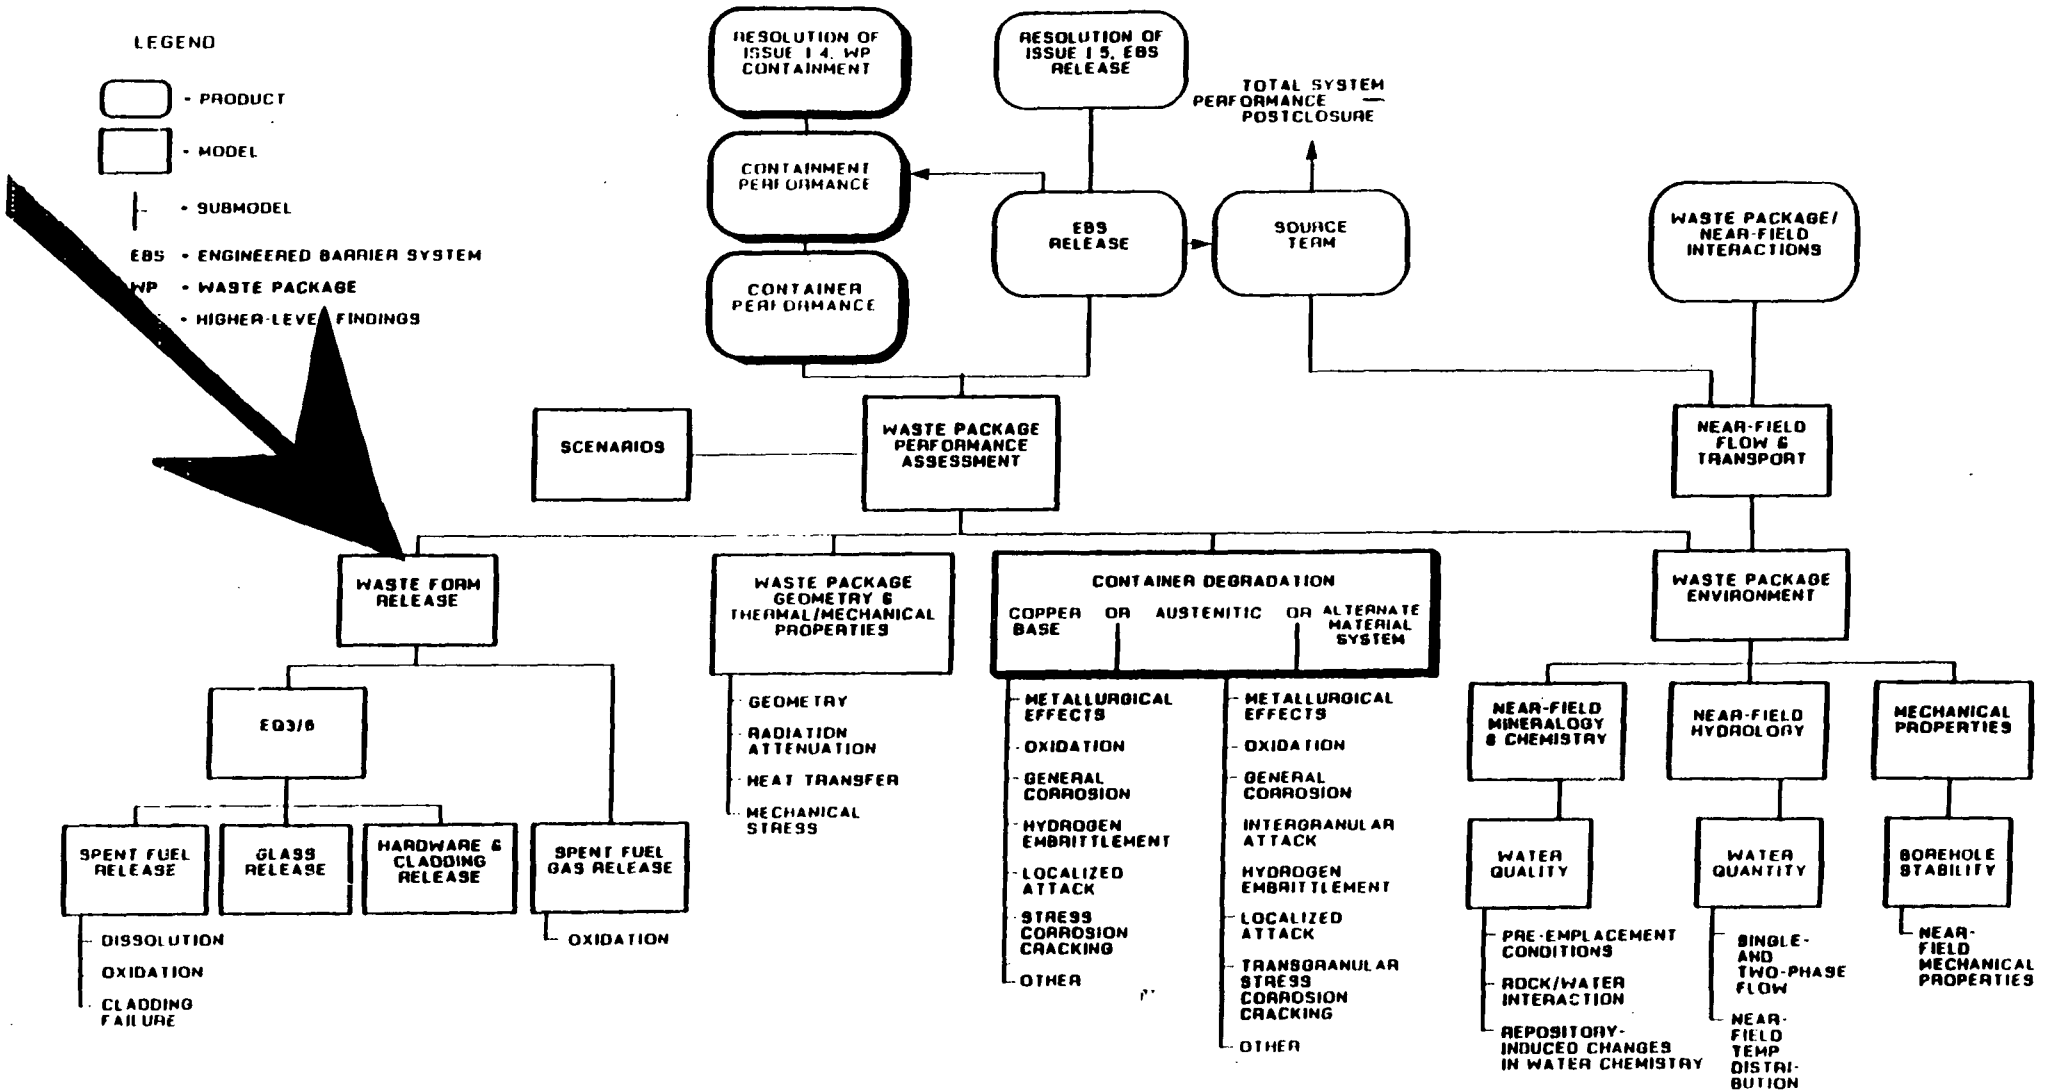 LEGEND
- PRODUCT
- MODEL
- SUBMODEL
EBS - ENGINEERED BARRIER SYSTEM
WP - WASTE PACKAGE
- HIGHER-LEVEL FINDINGS
RESOLUTION OF
ISSUE 1.4, WP
CONTAINMENT
RESOLUTION OF
ISSUE 1.5, EBS
RELEASE
TOTAL SYSTEM
PERFORMANCE —
POSTCLOSURE
CONTAINMENT
PERFORMANCE
EBS
RELEASE
SOURCE
TERM
WASTE PACKAGE/
NEAR-FIELD
INTERACTIONS
CONTAINER
PERFORMANCE
SCENARIOS
WASTE PACKAGE
PERFORMANCE
ASSESSMENT
NEAR-FIELD
FLOW &
TRANSPORT
WASTE FORM
RELEASE
WASTE PACKAGE
GEOMETRY &
THERMAL/MECHANICAL
PROPERTIES
CONTAINER DEGRADATION
COPPER
BASE
OR
AUSTENITIC
OR
ALTERNATE
MATERIAL
SYSTEM
WASTE PACKAGE
ENVIRONMENT
EQ3/6
SPENT FUEL
RELEASE
GLASS
RELEASE
HARDWARE &
CLADDING
RELEASE
SPENT FUEL
GAS RELEASE
DISSOLUTION
OXIDATION
CLADDING
FAILURE
OXIDATION
GEOMETRY
RADIATION
ATTENUATION
HEAT TRANSFER
MECHANICAL
STRESS
METALLURGICAL
EFFECTS
OXIDATION
GENERAL
CORROSION
HYDROGEN
EMBRITTLEMENT
LOCALIZED
ATTACK
STRESS
CORROSION
CRACKING
OTHER
METALLURGICAL
EFFECTS
OXIDATION
GENERAL
CORROSION
INTERGRANULAR
ATTACK
HYDROGEN
EMBRITTLEMENT
LOCALIZED
ATTACK
TRANSGRANULAR
STRESS
CORROSION
CRACKING
OTHER
NEAR-FIELD
MINERALOGY
& CHEMISTRY
NEAR-FIELD
HYDROLOGY
MECHANICAL
PROPERTIES
WATER
QUALITY
WATER
QUANTITY
BOREHOLE
STABILITY
PRE-EMPLACEMENT
CONDITIONS
ROCK/WATER
INTERACTION
REPOSITORY-
INDUCED CHANGES
IN WATER CHEMISTRY
SINGLE-
AND
TWO-PHASE
FLOW
NEAR-
FIELD
TEMP
DISTRI-
BUTION
NEAR-
FIELD
MECHANICAL
PROPERTIES